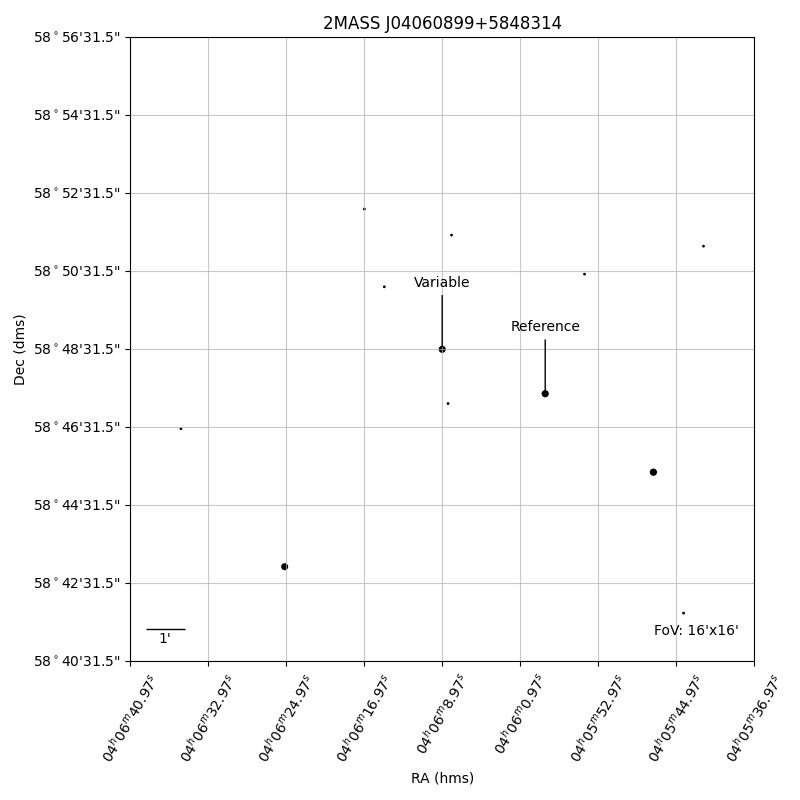 2MASS J04060899+5848314
58°56'31.5"
58°54'31.5"
58°52'31.5"
58°50'31.5"
58°48'31.5"
58°46'31.5"
58°44'31.5"
58°42'31.5"
58°40'31.5"
Dec (dms)
Variable
Reference
1'
FoV: 16'x16'
04ʰ06ᵐ40.97ˢ
04ʰ06ᵐ32.97ˢ
04ʰ06ᵐ24.97ˢ
04ʰ06ᵐ16.97ˢ
04ʰ06ᵐ8.97ˢ
04ʰ06ᵐ0.97ˢ
04ʰ05ᵐ52.97ˢ
04ʰ05ᵐ44.97ˢ
04ʰ05ᵐ36.97ˢ
RA (hms)